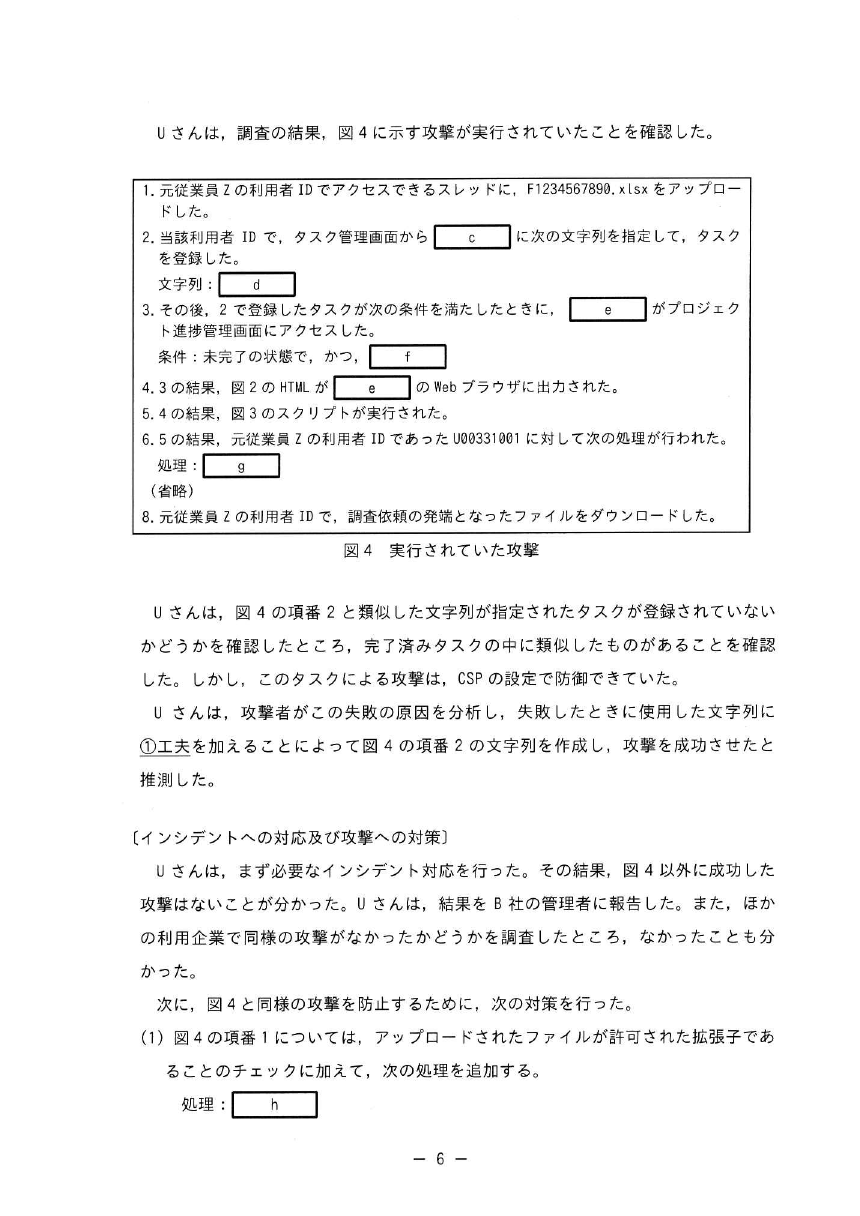 Uさんは，調査の結果，図4に示す攻撃が実行されていたことを確認した。
1. 元従業員Zの利用者IDでアクセスできるスレッドに，F1234567890.xlsxをアップロー
ドした。
2. 当該利用者IDで，タスク管理画面から c に次の文字列を指定して，タスク
を登録した。
文字列： d
3. その後，2で登録したタスクが次の条件を満たしたときに， e がプロジェク
ト進捗管理画面にアクセスした。
条件：未完了の状態で，かつ， f
4. 3の結果，図2のHTMLが e のWebブラウザに出力された。
5. 4の結果，図3のスクリプトが実行された。
6. 5の結果，元従業員Zの利用者IDであったU00331001に対して次の処理が行われた。
処理： g
（省略）
8. 元従業員Zの利用者IDで，調査依頼の発端となったファイルをダウンロードした。
図4 実行されていた攻撃
Uさんは，図4の項番2と類似した文字列が指定されたタスクが登録されていない
かどうかを確認したところ，完了済みタスクの中に類似したものがあることを確認
した。しかし，このタスクによる攻撃は，CSPの設定で防御できていた。
Uさんは，攻撃者がこの失敗の原因を分析し，失敗したときに使用した文字列に
①工夫を加えることによって図4の項番2の文字列を作成し，攻撃を成功させたと
推測した。
〔インシデントへの対応及び攻撃への対策〕
Uさんは，まず必要なインシデント対応を行った。その結果，図4以外に成功した
攻撃はないことが分かった。Uさんは，結果をB社の管理者に報告した。また，ほか
の利用企業で同様の攻撃がなかったかどうかを調査したところ，なかったことも分
かった。
次に，図4と同様の攻撃を防止するために，次の対策を行った。
(1) 図4の項番1については，アップロードされたファイルが許可された拡張子であ
ることのチェックに加えて，次の処理を追加する。
処理： h
－ 6 －